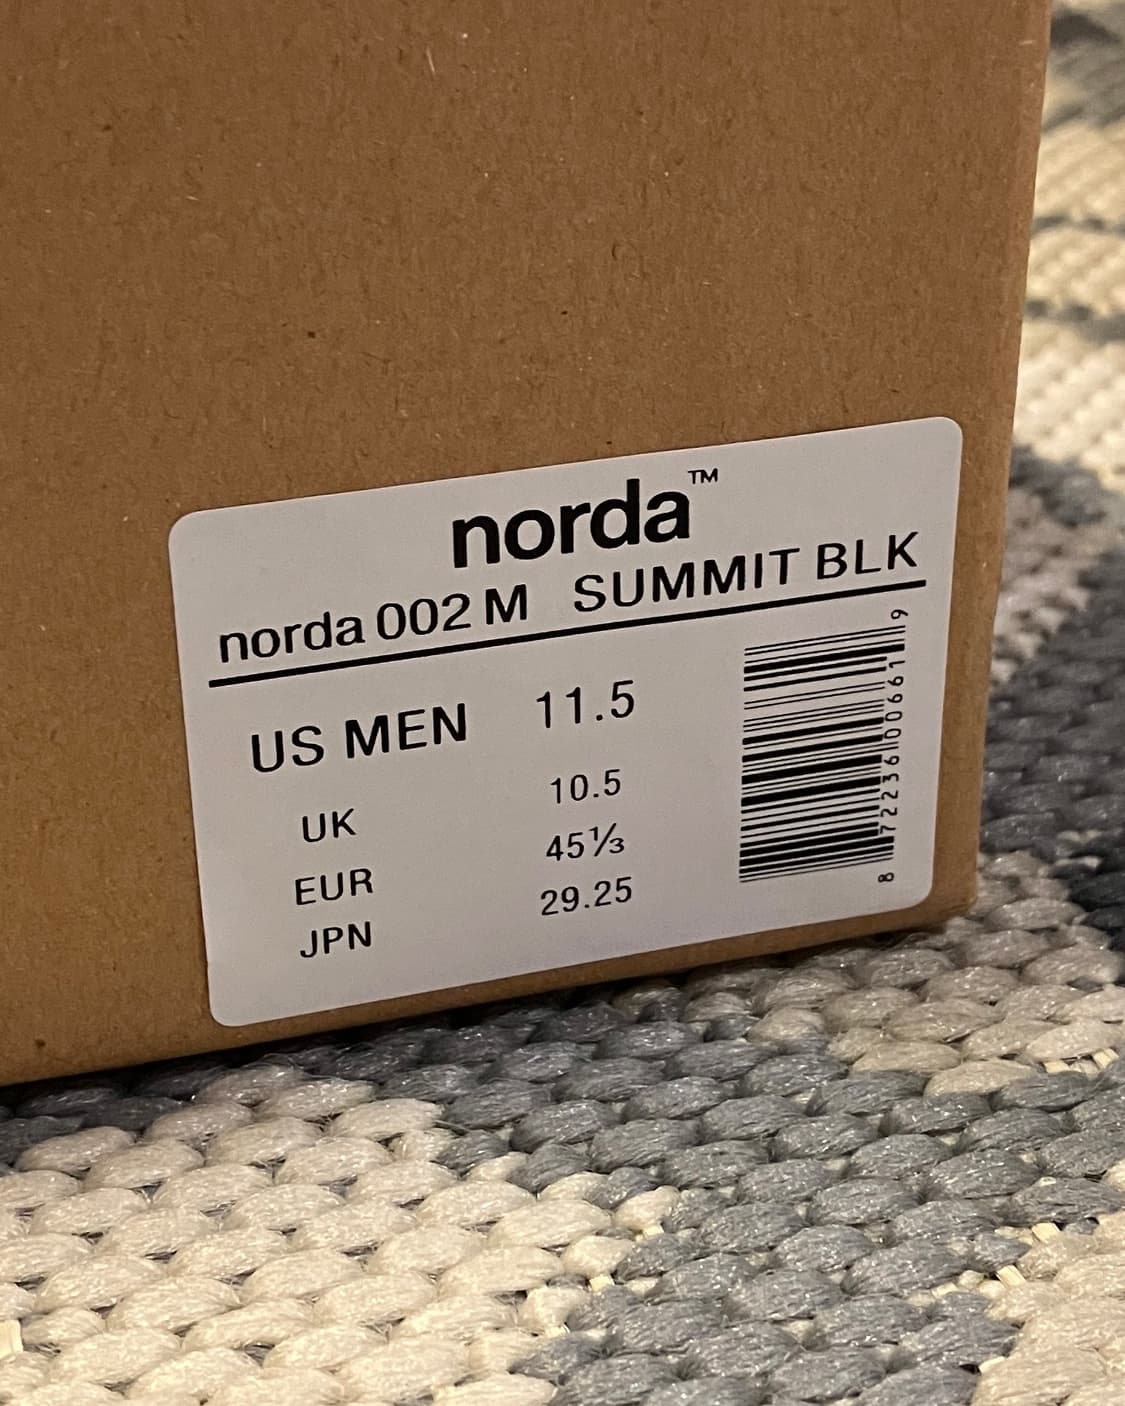 norda™
norda 002 M SUMMIT BLK
US MEN 11.5
UK 10.5
EUR 45⅓
JPN 29.25
8 72236 00661 9